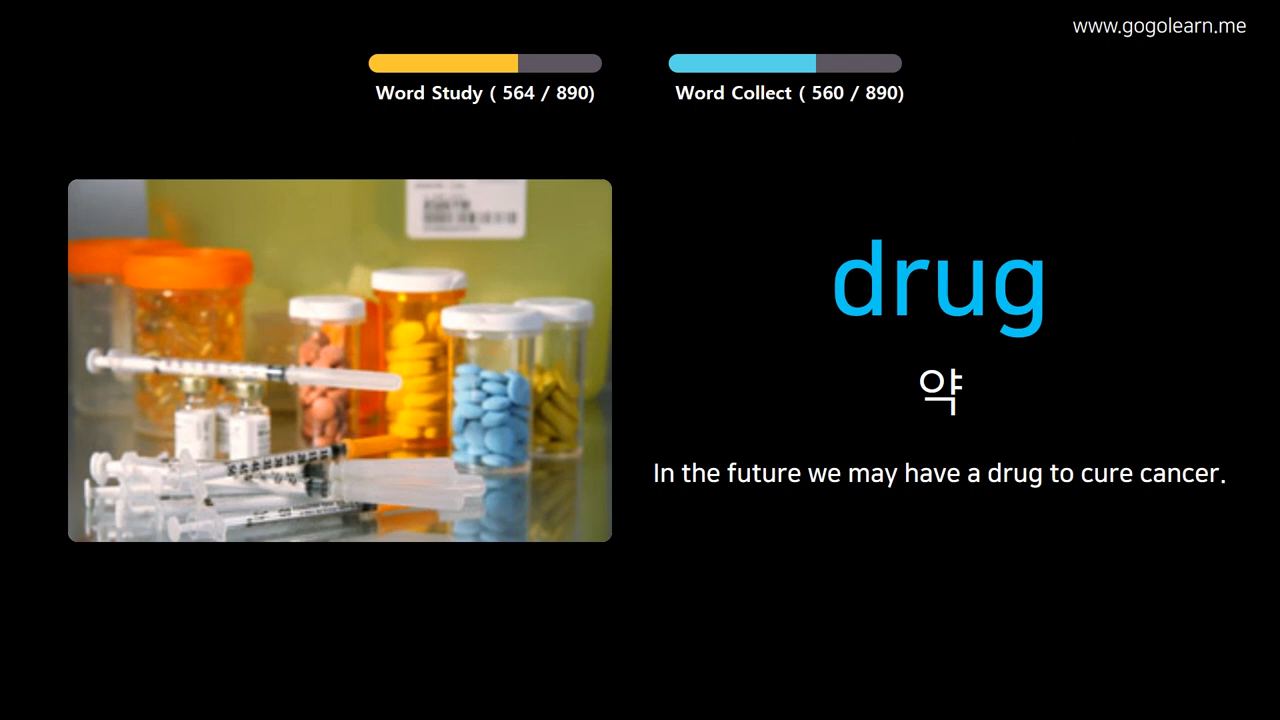 www.gogolearn.me
Word Study ( 564 / 890)
Word Collect ( 560 / 890)
drug
약
In the future we may have a drug to cure cancer.